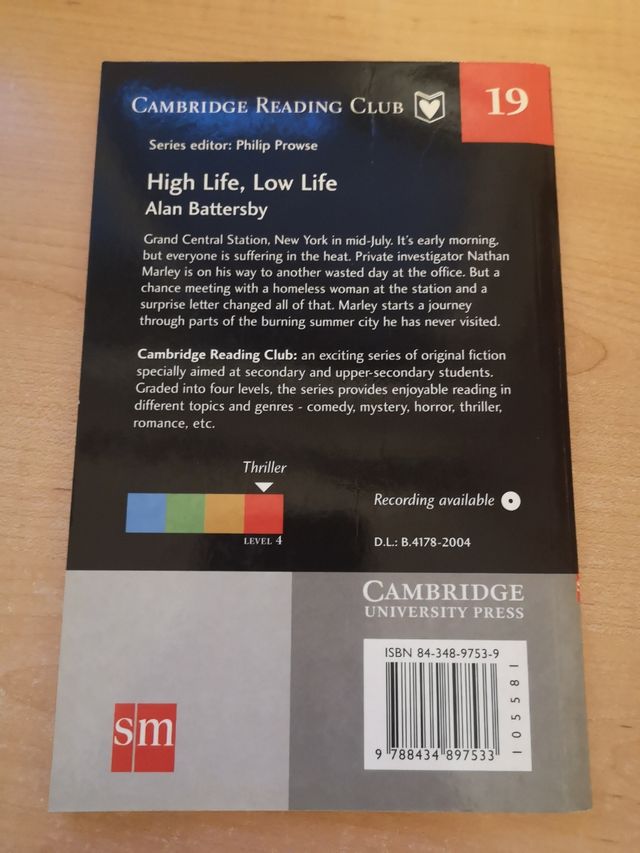 CAMBRIDGE READING CLUB
19
Series editor: Philip Prowse
High Life, Low Life
Alan Battersby
Grand Central Station, New York in mid-July. It's early morning,
but everyone is suffering in the heat. Private investigator Nathan
Marley is on his way to another wasted day at the office. But a
chance meeting with a homeless woman at the station and a
surprise letter changed all of that. Marley starts a journey
through parts of the burning summer city he has never visited.
Cambridge Reading Club: an exciting series of original fiction
specially aimed at secondary and upper-secondary students.
Graded into four levels, the series provides enjoyable reading in
different topics and genres - comedy, mystery, horror, thriller,
romance, etc.
Thriller
LEVEL 4
Recording available
D.L.: B.4178-2004
CAMBRIDGE
UNIVERSITY PRESS
ISBN 84-348-9753-9
9 788434 897533
105581
sm